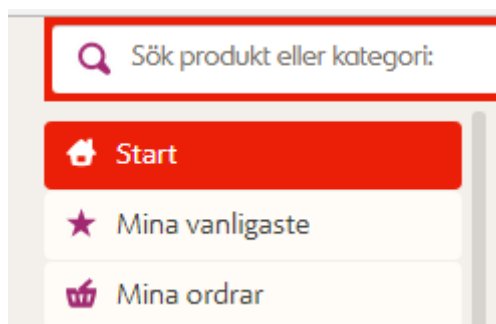 Sök produkt eller kategori:
Start
Mina vanligaste
Mina ordrar